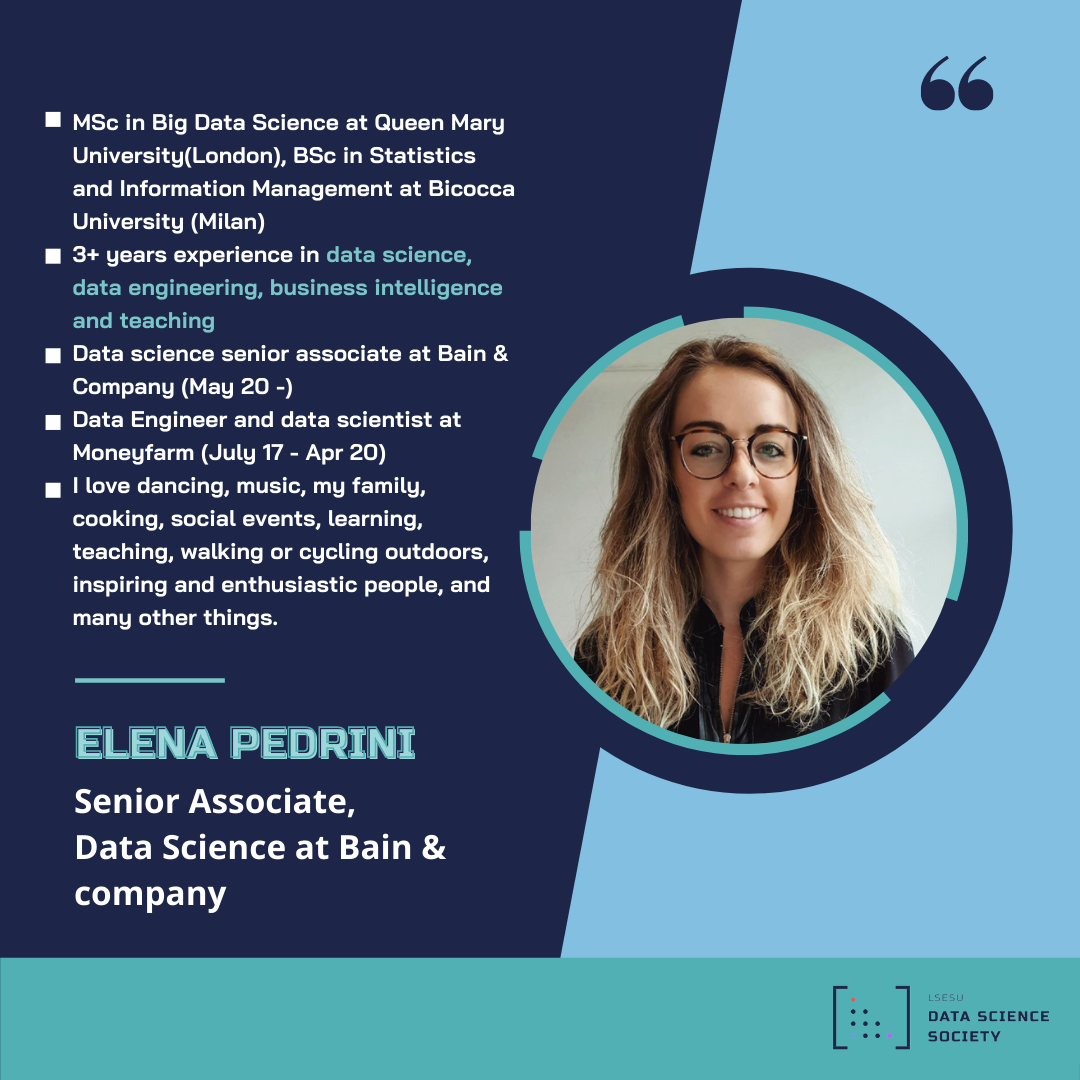 “
MSc in Big Data Science at Queen Mary
University(London), BSc in Statistics
and Information Management at Bicocca
University (Milan)
3+ years experience in data science,
data engineering, business intelligence
and teaching
Data science senior associate at Bain &
Company (May 20 -)
Data Engineer and data scientist at
Moneyfarm (July 17 - Apr 20)
I love dancing, music, my family,
cooking, social events, learning,
teaching, walking or cycling outdoors,
inspiring and enthusiastic people, and
many other things.
ELENA PEDRINI
Senior Associate,
Data Science at Bain &
company
LSESU
DATA SCIENCE
SOCIETY